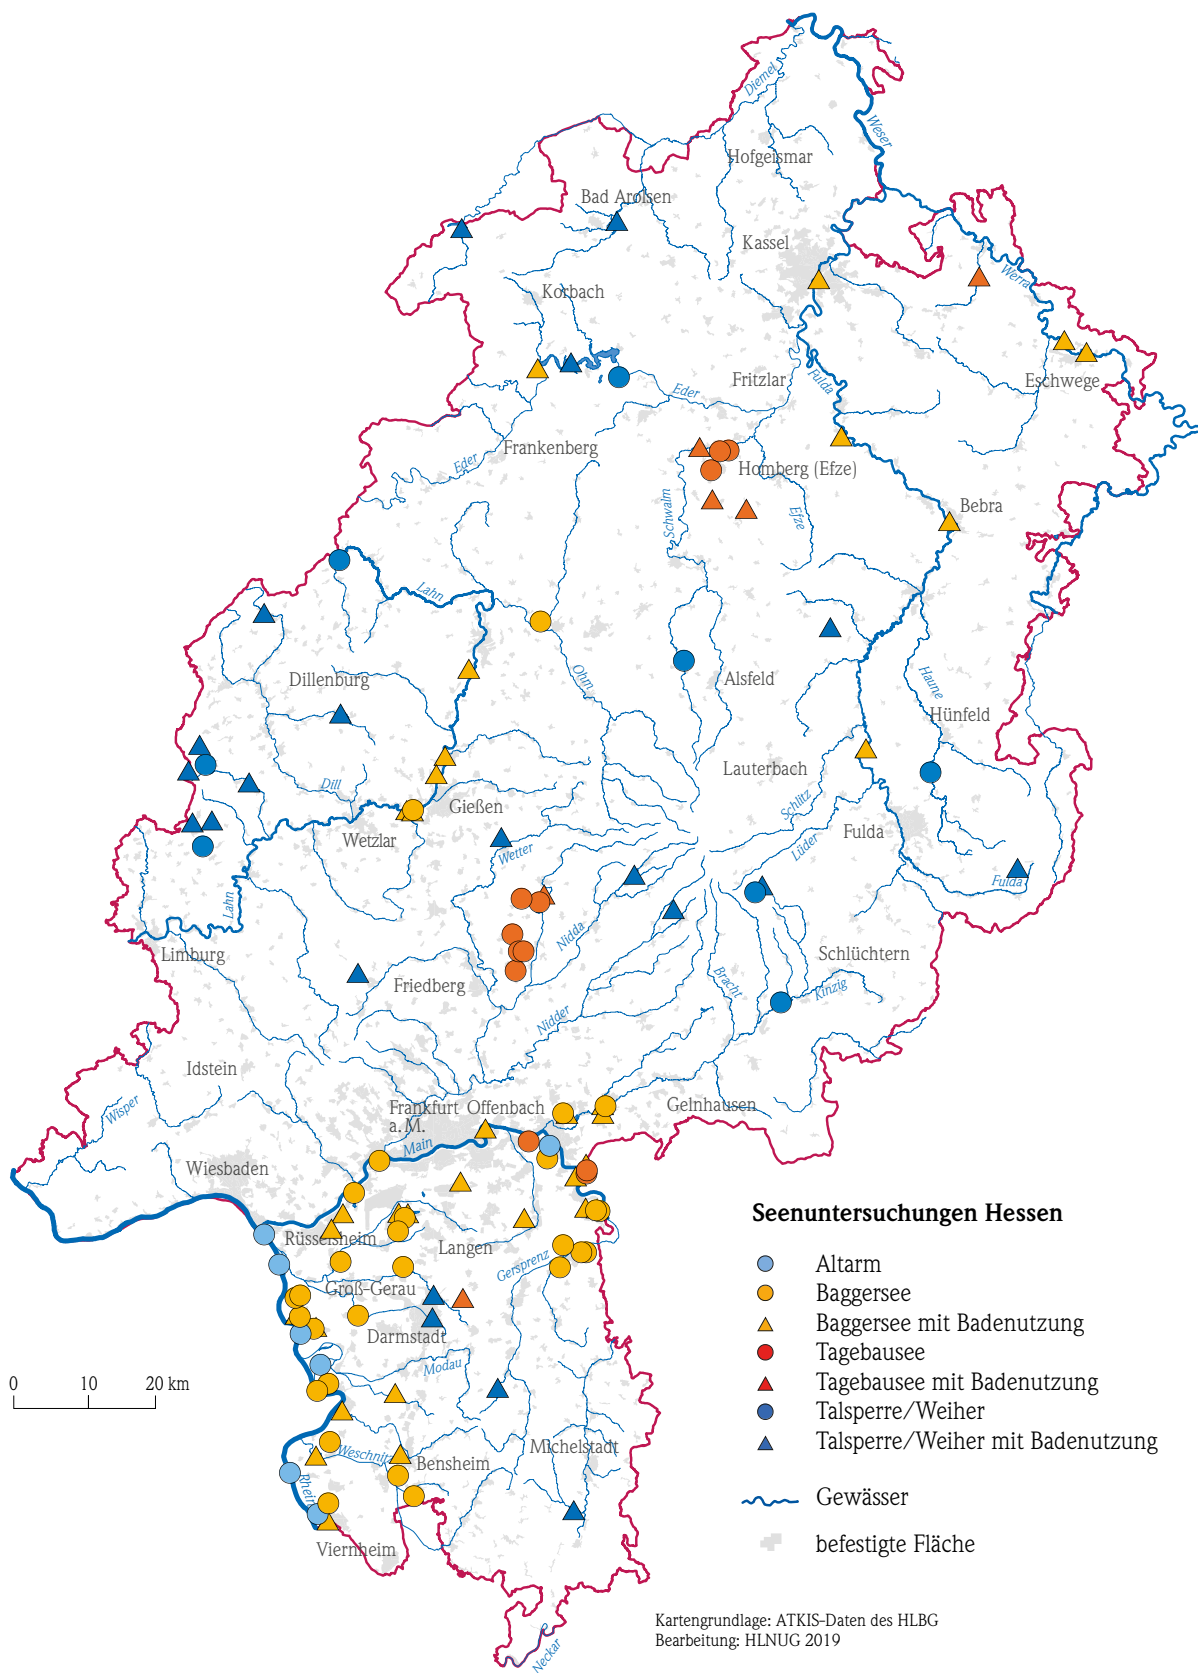 Diemel
Weser
Hofgeismar
Bad Arolsen
Kassel
Werra
Korbach
Eschwege
Fritzlar
Fulda
Eder
Frankenberg
Eder
Homberg (Efze)
Schwalm
Efze
Bebra
Lahn
Ohm
Alsfeld
Haune
Hünfeld
Dillenburg
Lauterbach
Dill
Gießen
Schlitz
Wetzlar
Fulda
Wetter
Lüder
Fulda
Lahn
Nidda
Limburg
Schlüchtern
Friedberg
Bracht
Kinzig
Nidder
Idstein
Wisper
Frankfurt
a. M.
Offenbach
Gelnhausen
Main
Wiesbaden
Rüsselsheim
Langen
Gersprenz
Groß-Gerau
Darmstadt
Modau
Michelstadt
Weschnitz
Bensheim
Rhein
Viernheim
Neckar
0 10 20 km
Seenuntersuchungen Hessen
Altarm
Baggersee
Baggersee mit Badenutzung
Tagebausee
Tagebausee mit Badenutzung
Talsperre/Weiher
Talsperre/Weiher mit Badenutzung
Gewässer
befestigte Fläche
Kartengrundlage: ATKIS-Daten des HLBG
Bearbeitung: HLNUG 2019